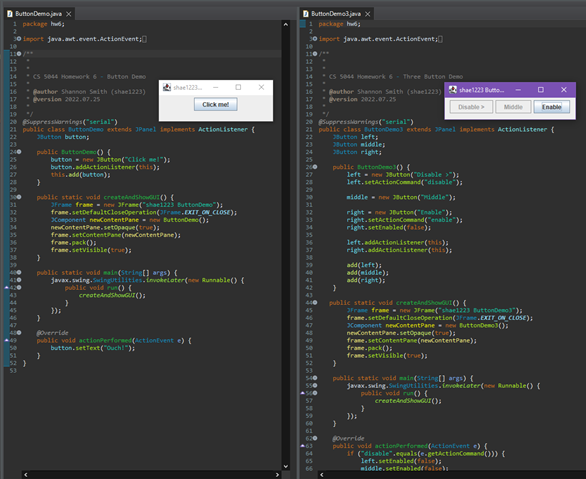 ButtonDemo.java
1 package hw6;
2
3 import java.awt.event.ActionEvent;
10
11 /**
12 *
13 *
14 * CS 5044 Homework 6 - Button Demo
15 *
16 * @author Shannon Smith (shae1223)
17 * @version 2022.07.25
18 *
19 */
20 @SuppressWarnings("serial")
21 public class ButtonDemo extends JPanel implements ActionListener {
22 JButton button;
23
24 public ButtonDemo() {
25 button = new JButton("Click me!");
26 button.addActionListener(this);
27 this.add(button);
28 }
29
30 public static void createAndShowGUI() {
31 JFrame frame = new JFrame("shae1223 ButtonDemo");
32 frame.setDefaultCloseOperation(JFrame.EXIT_ON_CLOSE);
33 JComponent newContentPane = new ButtonDemo();
34 newContentPane.setOpaque(true);
35 frame.setContentPane(newContentPane);
36 frame.pack();
37 frame.setVisible(true);
38 }
39
40 public static void main(String[] args) {
41 javax.swing.SwingUtilities.invokeLater(new Runnable() {
42 public void run() {
43 createAndShowGUI();
44 }
45 });
46 }
47
48 @Override
49 public void actionPerformed(ActionEvent e) {
50 button.setText("Ouch!");
51 }
52 }
53
shae1223...
Click me!
ButtonDemo3.java
1 package hw6;
2
3 import java.awt.event.ActionEvent;
10
11 /**
12 *
13 *
14 * CS 5044 Homework 6 - Three Button Demo
15 *
16 * @author Shannon Smith (shae1223)
17 * @version 2022.07.25
18 *
19 */
20 @SuppressWarnings("serial")
21 public class ButtonDemo3 extends JPanel implements ActionListener {
22 JButton left;
23 JButton middle;
24 JButton right;
25
26 public ButtonDemo3() {
27 left = new JButton("Disable >");
28 left.setActionCommand("disable");
29
30 middle = new JButton("Middle");
31
32 right = new JButton("Enable");
33 right.setActionCommand("enable");
34 right.setEnabled(false);
35
36 left.addActionListener(this);
37 right.addActionListener(this);
38
39 add(left);
40 add(middle);
41 add(right);
42 }
43
44 public static void createAndShowGUI() {
45 JFrame frame = new JFrame("shae1223 ButtonDemo3");
46 frame.setDefaultCloseOperation(JFrame.EXIT_ON_CLOSE);
47 JComponent newContentPane = new ButtonDemo3();
48 newContentPane.setOpaque(true);
49 frame.setContentPane(newContentPane);
50 frame.pack();
51 frame.setVisible(true);
52 }
53
54 public static void main(String[] args) {
55 javax.swing.SwingUtilities.invokeLater(new Runnable() {
56 public void run() {
57 createAndShowGUI();
58 }
59 });
60 }
61
62 @Override
63 public void actionPerformed(ActionEvent e) {
64 if ("disable".equals(e.getActionCommand())) {
65 left.setEnabled(false);
66 middle.setEnabled(false);
shae1223 Butto...
Disable >
Middle
Enable